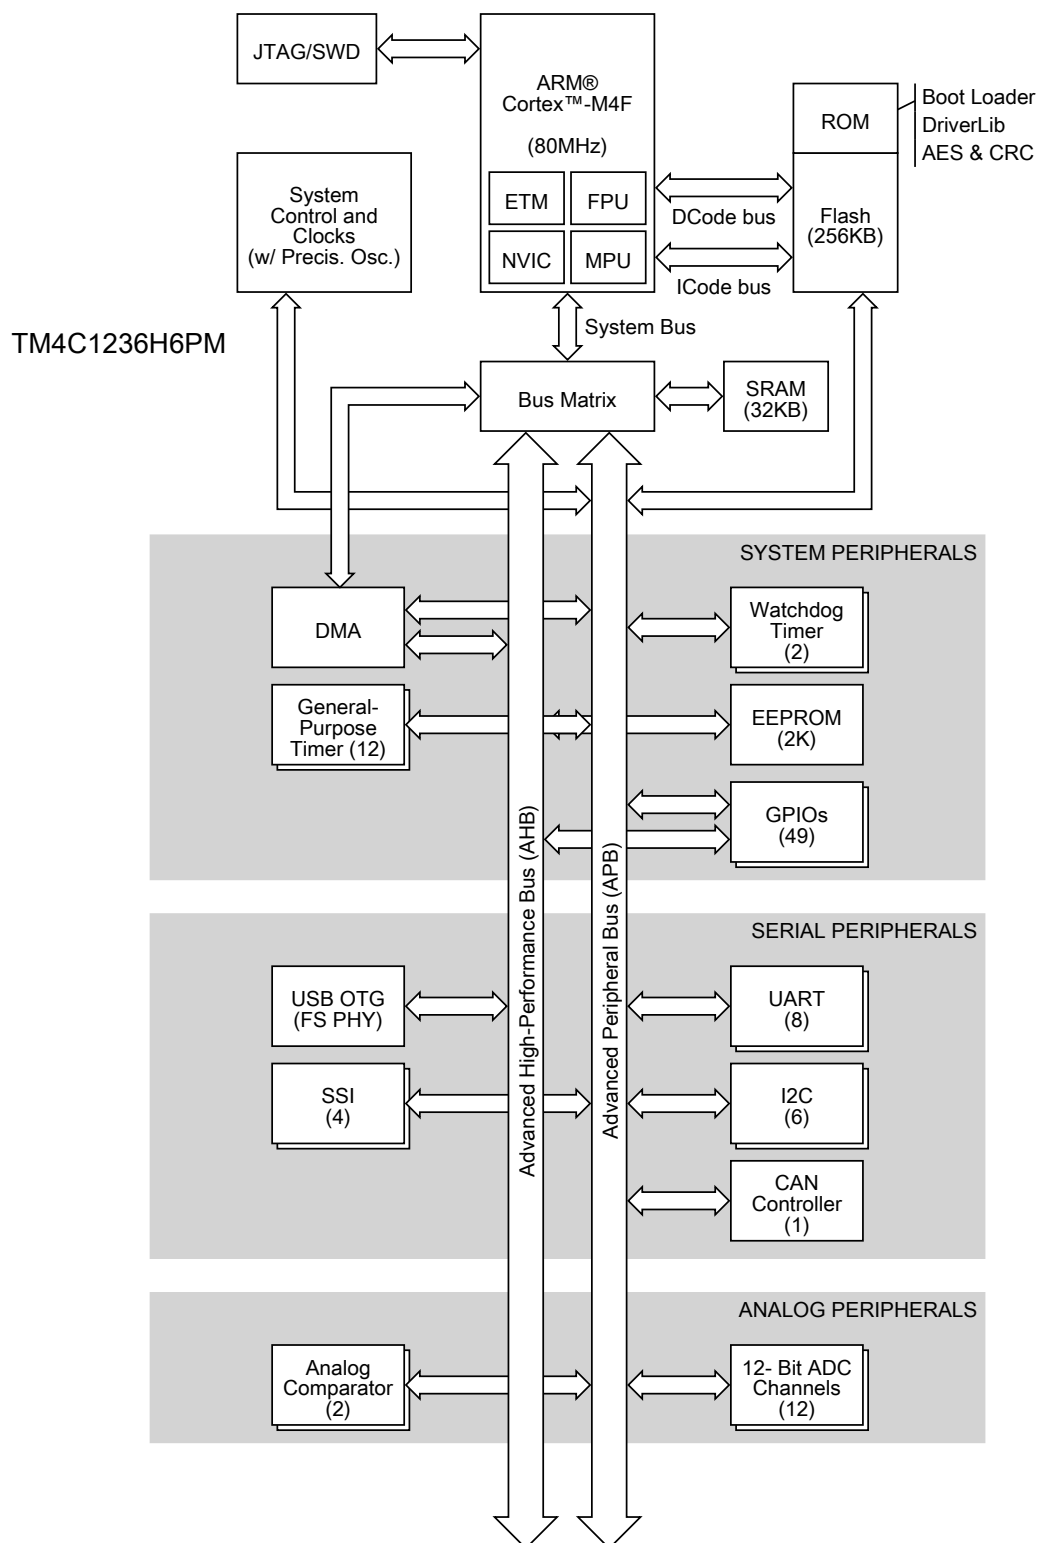 JTAG/SWD
ARM®
Cortex™-M4F
(80MHz)
ETM
FPU
NVIC
MPU
ROM
Boot Loader
DriverLib
AES & CRC
Flash
(256KB)
DCode bus
ICode bus
System
Control and
Clocks
(w/ Precis. Osc.)
TM4C1236H6PM
System Bus
Bus Matrix
SRAM
(32KB)
SYSTEM PERIPHERALS
DMA
Watchdog
Timer
(2)
General-
Purpose
Timer (12)
EEPROM
(2K)
GPIOs
(49)
Advanced High-Performance Bus (AHB)
Advanced Peripheral Bus (APB)
SERIAL PERIPHERALS
USB OTG
(FS PHY)
UART
(8)
SSI
(4)
I2C
(6)
CAN
Controller
(1)
ANALOG PERIPHERALS
Analog
Comparator
(2)
12- Bit ADC
Channels
(12)